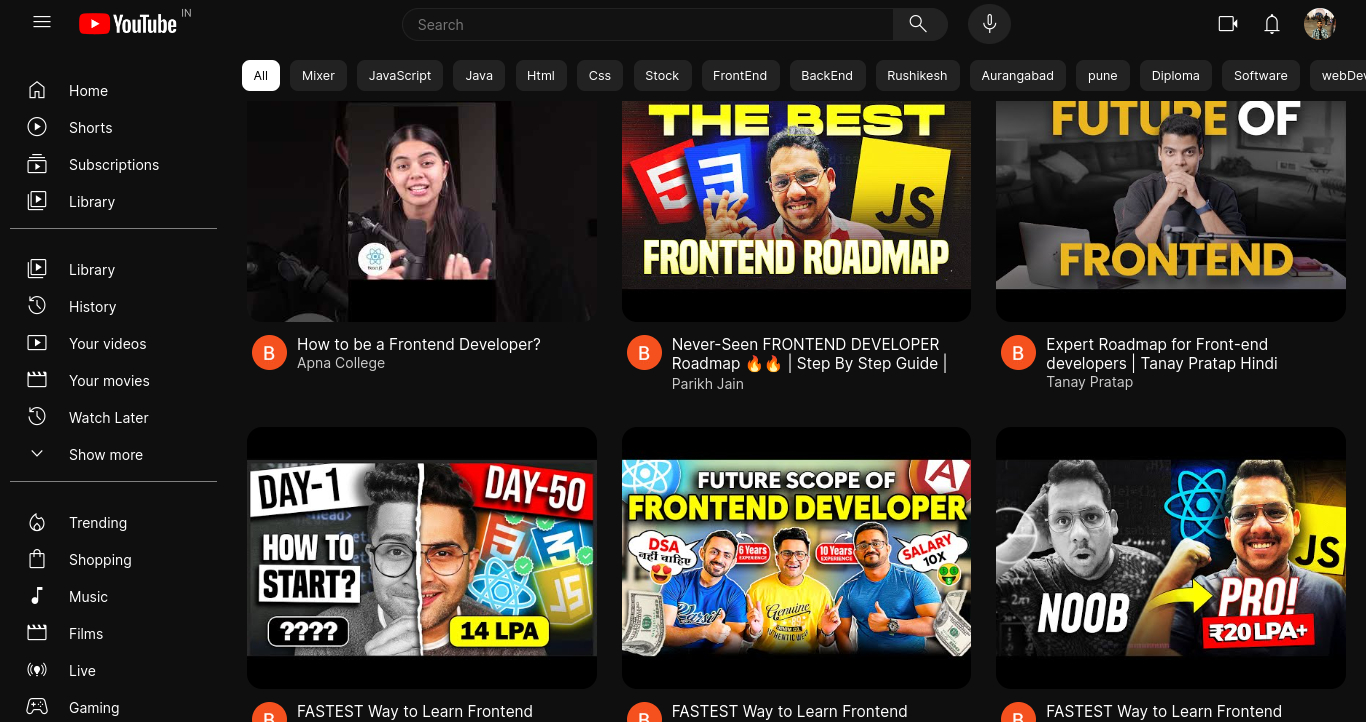 YouTube IN
Search
All Mixer JavaScript Java Html Css Stock FrontEnd BackEnd Rushikesh Aurangabad pune Diploma Software webDev
Home
Shorts
Subscriptions
Library
Library
History
Your videos
Your movies
Watch Later
Show more
Trending
Shopping
Music
Films
Live
Gaming
THE BEST
JS
FRONTEND ROADMAP
FUTURE OF
FRONTEND
B
How to be a Frontend Developer?
Apna College
B
Never-Seen FRONTEND DEVELOPER
Roadmap 🔥🔥 | Step By Step Guide |
Parikh Jain
B
Expert Roadmap for Front-end
developers | Tanay Pratap Hindi
Tanay Pratap
DAY-1
DAY-50
HOW TO
START?
????
14 LPA
JS
FUTURE SCOPE OF
FRONTEND DEVELOPER
DSA
नहीं चाहिए
6 Years
EXPERIENCE
10 Years
EXPERIENCE
SALARY
10X
Genuine
NOOB
PRO!
₹20 LPA+
JS
B
FASTEST Way to Learn Frontend
B
FASTEST Way to Learn Frontend
B
FASTEST Way to Learn Frontend